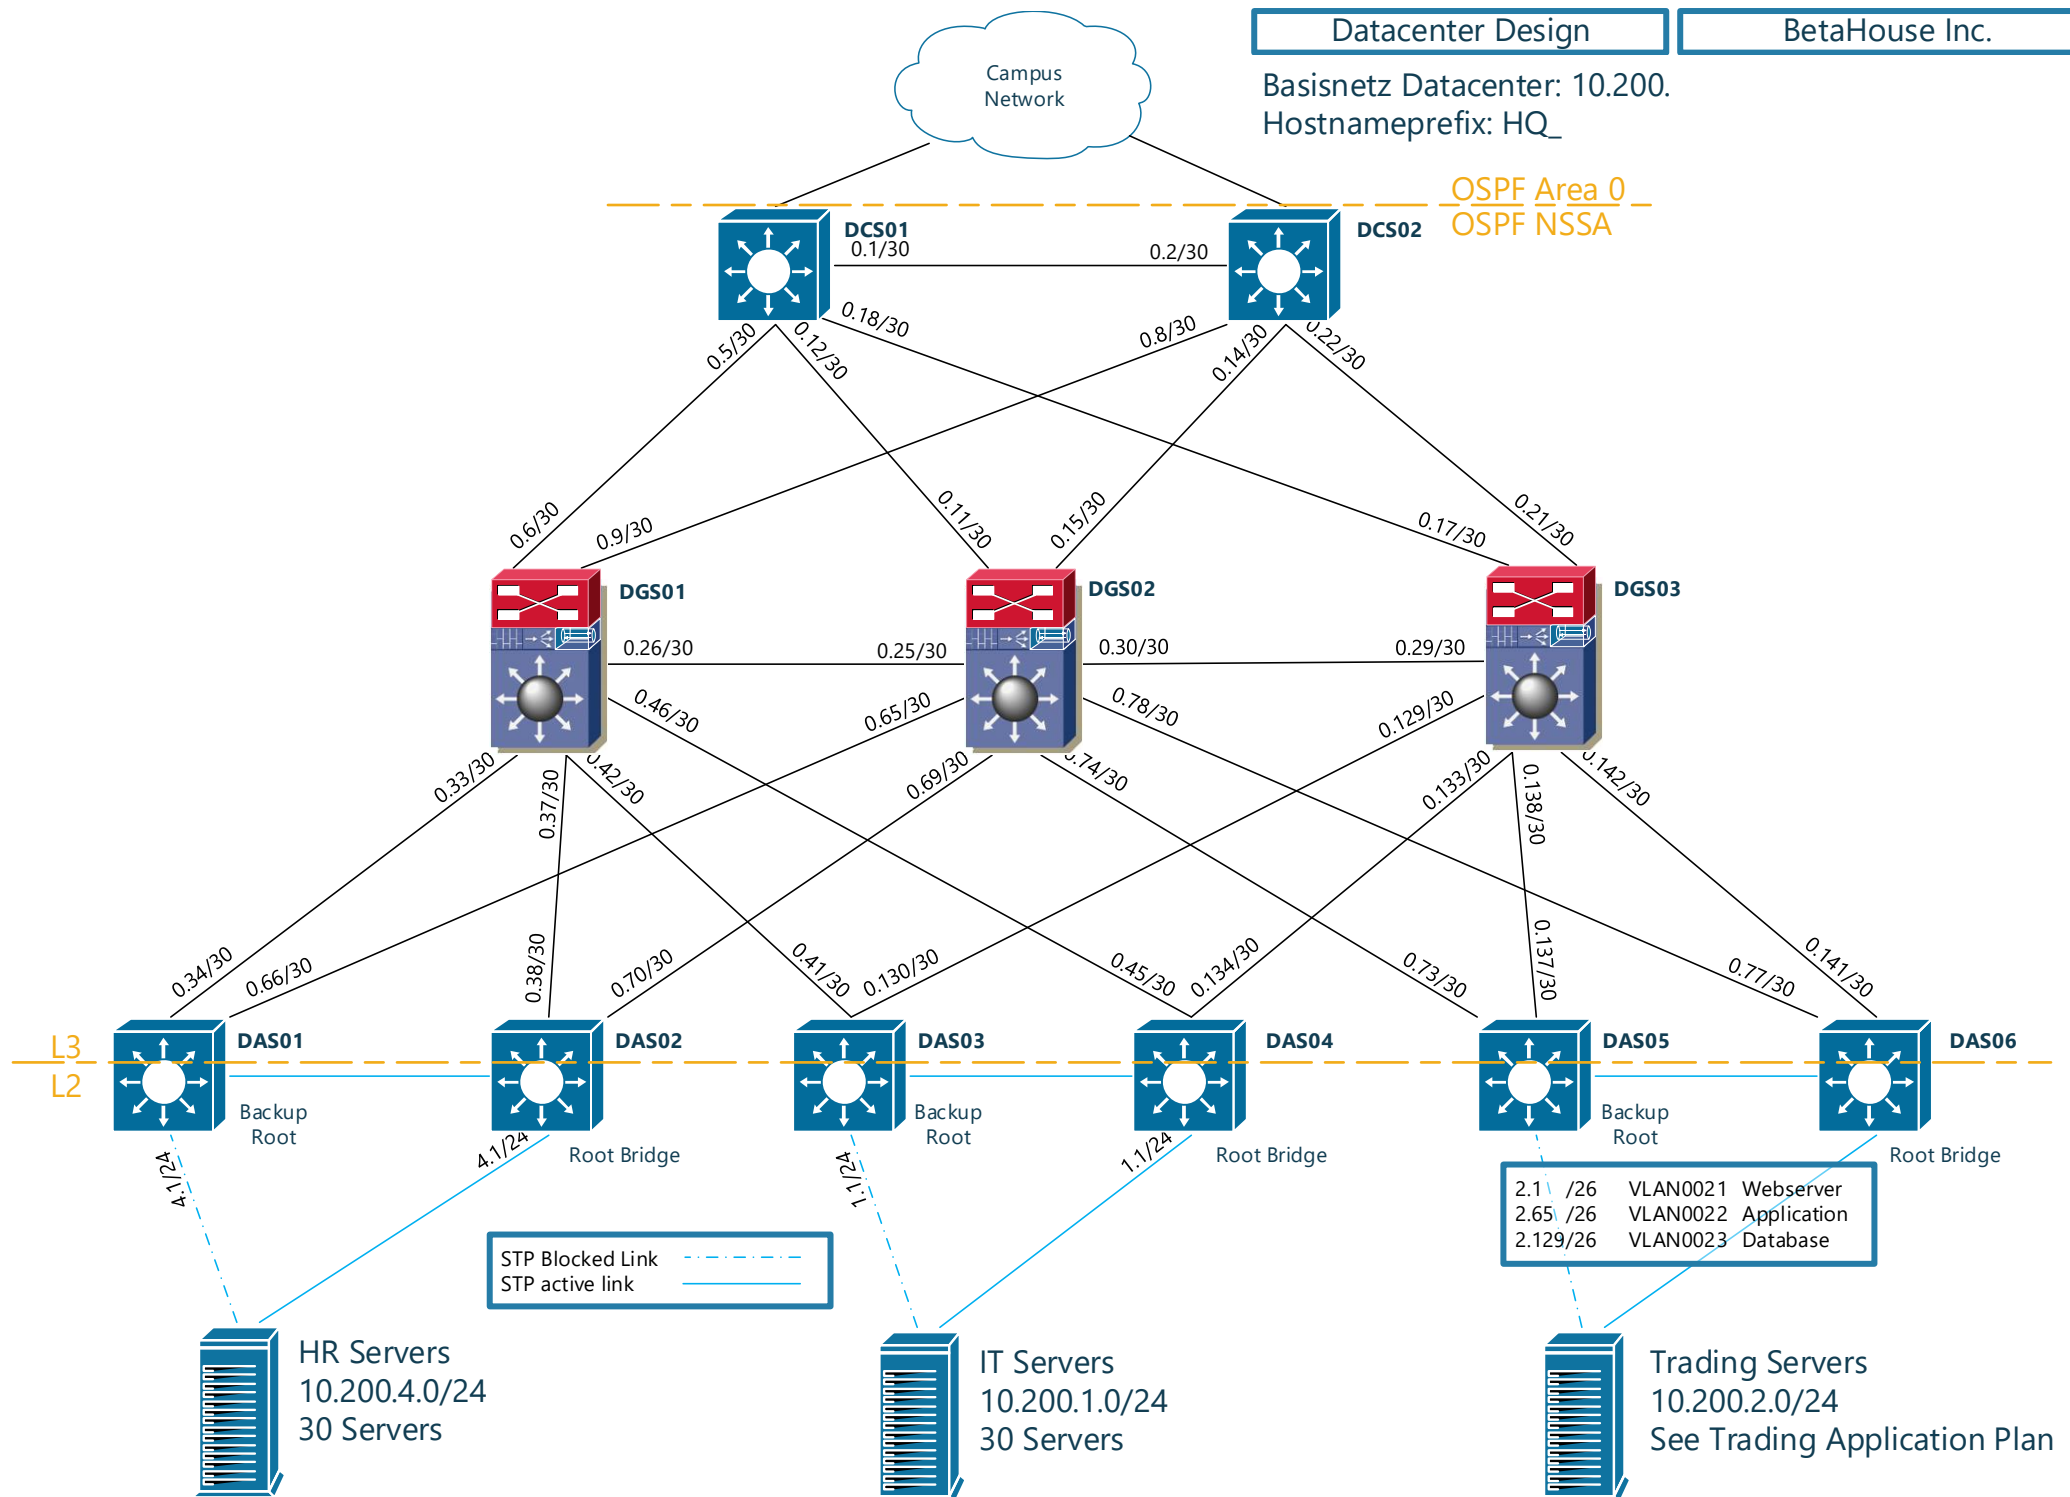 Datacenter Design
BetaHouse Inc.
Campus
Network
Basisnetz Datacenter: 10.200.
Hostnameprefix: HQ_
OSPF Area 0
OSPF NSSA
DCS01
DCS02
0.1/30
0.2/30
0.5/30
0.12/30
0.18/30
0.8/30
0.14/30
0.22/30
0.6/30
0.9/30
0.11/30
0.15/30
0.17/30
0.21/30
DGS01
DGS02
DGS03
0.26/30
0.25/30
0.30/30
0.29/30
0.46/30
0.65/30
0.78/30
0.129/30
0.33/30
0.37/30
0.42/30
0.69/30
0.74/30
0.133/30
0.138/30
0.142/30
0.34/30
0.66/30
0.38/30
0.70/30
0.41/30
0.130/30
0.45/30
0.134/30
0.73/30
0.137/30
0.77/30
0.141/30
L3
DAS01
DAS02
DAS03
DAS04
DAS05
DAS06
L2
Backup
Root
Root Bridge
Backup
Root
Root Bridge
Backup
Root
Root Bridge
4.1/24
4.1/24
1.1/24
1.1/24
2.1 /26 VLAN0021 Webserver
2.65 /26 VLAN0022 Application
2.129/26 VLAN0023 Database
STP Blocked Link
STP active link
HR Servers
10.200.4.0/24
30 Servers
IT Servers
10.200.1.0/24
30 Servers
Trading Servers
10.200.2.0/24
See Trading Application Plan